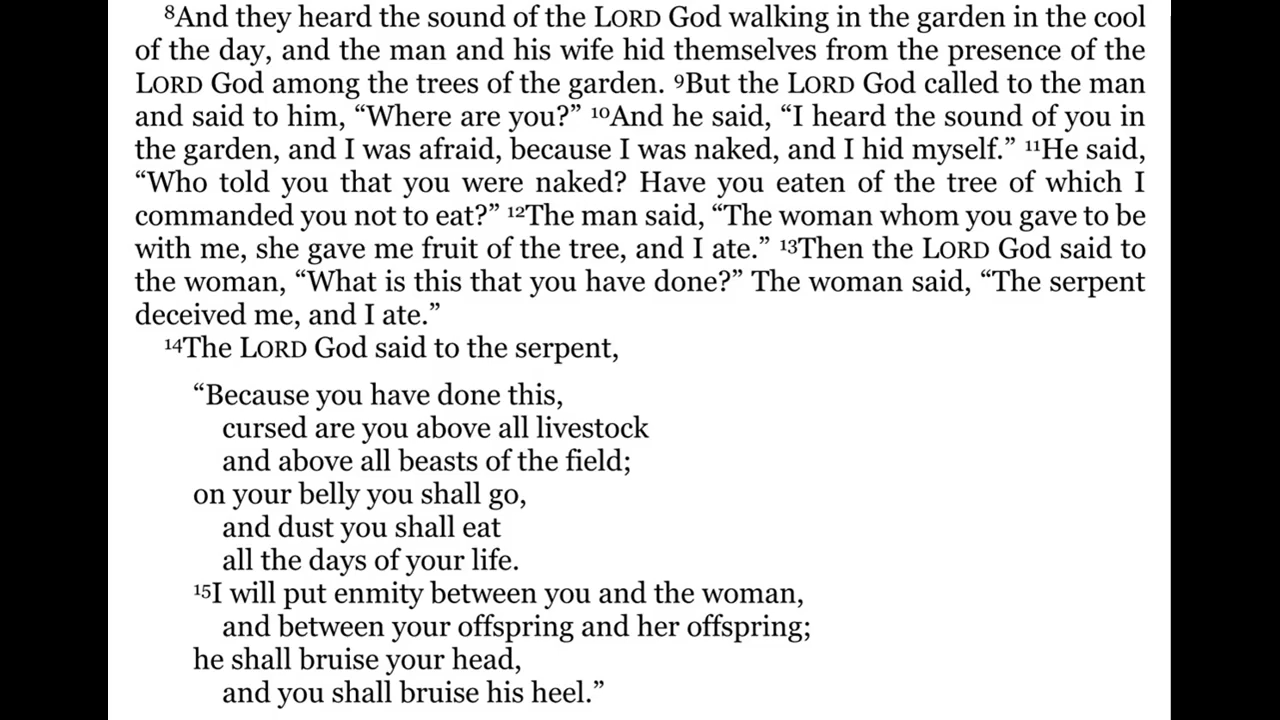 ⁸And they heard the sound of the LORD God walking in the garden in the cool
of the day, and the man and his wife hid themselves from the presence of the
LORD God among the trees of the garden. ⁹But the LORD God called to the man
and said to him, “Where are you?” ¹⁰And he said, “I heard the sound of you in
the garden, and I was afraid, because I was naked, and I hid myself.” ¹¹He said,
“Who told you that you were naked? Have you eaten of the tree of which I
commanded you not to eat?” ¹²The man said, “The woman whom you gave to be
with me, she gave me fruit of the tree, and I ate.” ¹³Then the LORD God said to
the woman, “What is this that you have done?” The woman said, “The serpent
deceived me, and I ate.”
¹⁴The LORD God said to the serpent,
“Because you have done this,
cursed are you above all livestock
and above all beasts of the field;
on your belly you shall go,
and dust you shall eat
all the days of your life.
¹⁵I will put enmity between you and the woman,
and between your offspring and her offspring;
he shall bruise your head,
and you shall bruise his heel.”